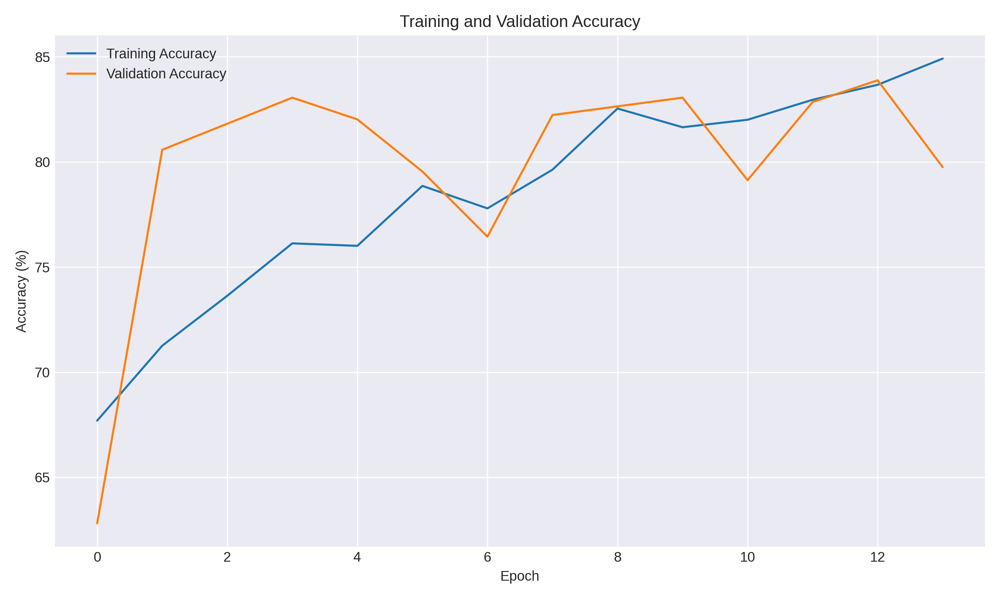 Training and Validation Accuracy
Training Accuracy
Validation Accuracy
85
80
75
70
65
Accuracy (%)
0 2 4 6 8 10 12
Epoch